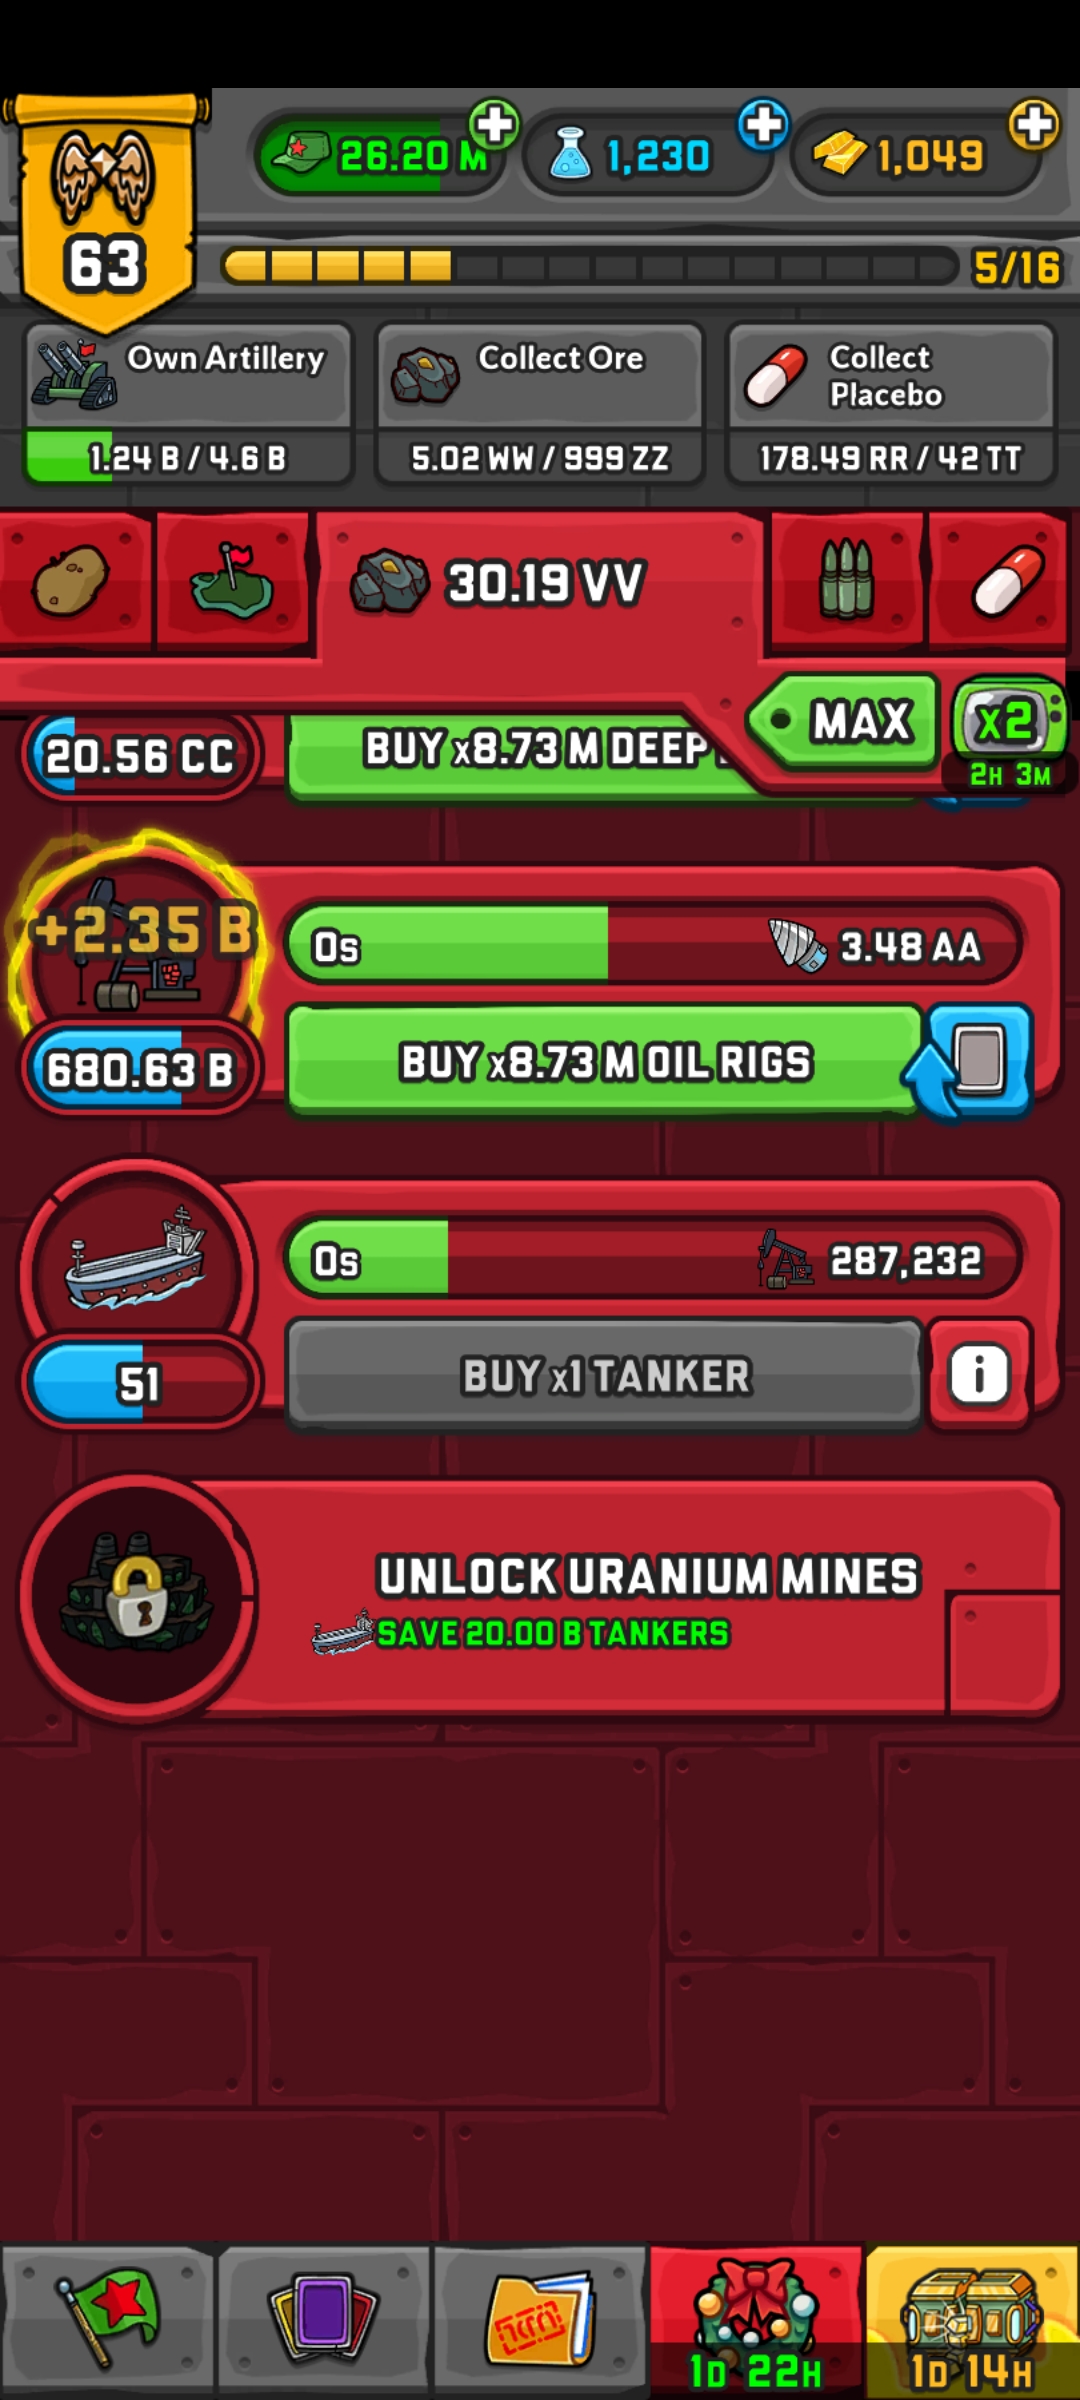 26.20 M
1,230
1,049
63
5/16
Own Artillery
1.24 B / 4.6 B
Collect Ore
5.02 WW / 999 ZZ
Collect
Placebo
178.49 RR / 42 TT
30.19 VV
MAX
X2
2H 3M
20.56 CC
BUY x8.73 M DEEP
+2.35 B
0s
3.48 AA
680.63 B
BUY x8.73 M OIL RIGS
0s
287,232
51
BUY x1 TANKER
i
UNLOCK URANIUM MINES
SAVE 20.00 B TANKERS
1D 22H
1D 14H